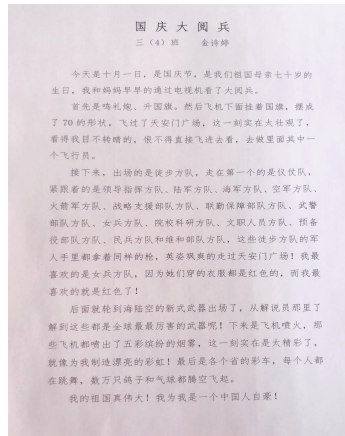 国庆大阅兵
三（4）班 金诗婷
今天是十月一日，是国庆节，是我们祖国母亲七十岁的
生日，我和妈妈早早的通过电视机看了大阅兵。
首先是鸣礼炮、升国旗。然后飞机下面挂着国旗，摆成
了70的形状，飞过了天安门广场，这一刻实在太壮观了，
看得我目不转睛的，恨不得直接飞进去看，去做里面其中一
个飞行员。
接下来，出场的是徒步方队，走在第一个的是仪仗队，
紧跟着的是领导指挥方队、陆军方队、海军方队、空军方队、
火箭军方队、战略支援部队方队、联勤保障部队方队、武警
部队方队、女兵方队、院校科研方队、文职人员方队、预备
役部队方队、民兵方队和维和部队方队，这些徒步方队的军
人手里都拿着同样的枪，英姿飒爽的走过天安门广场！我最
喜欢的是女兵方队，因为她们穿的衣服都是红色的，而我最
喜欢的就是红色了！
后面就轮到海陆空的新式武器出场了，从解说员那里了
解到这些都是全球最最厉害的武器呢！下来是飞机喷火，那
些飞机都喷出了五彩缤纷的烟雾，这一刻实在是太精彩了，
就像为我制造漂亮的彩虹！最后是各个省的彩车，每个人都
在跳舞，数万只鸽子和气球都腾空飞起。
我的祖国真伟大！我为我是一个中国人自豪！